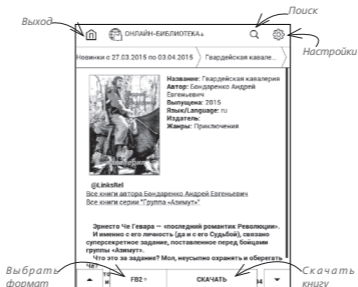 Поиск
Выход
ОНЛАЙН-БИБЛИОТЕКА
Настройки
Новинки с 27.03.2015 по 03.04.2015
Гвардейская кавале...
Название: Гвардейская кавалерия
Автор: Бондаренко Андрей
Евгеньевич
Выпущена: 2015
Язык/Language: ru
Издатель:
Жанры: Приключения
@LinksRel
Все книги автора Бондаренко Андрей Евгеньевич
Все книги серии "Группа «Азимут»"
Эрнесто Че Гевара – «последний романтик Революции».
И именно с его личность (да и с его Судьбой), связано
суперсекретное задание, поставленное перед бойцами
группы «Азимут».
Что это за задание? Мол, неусыпно охранять и оберегать
Че?
Выбрать
формат
FB2
СКАЧАТЬ
Скачать
книгу